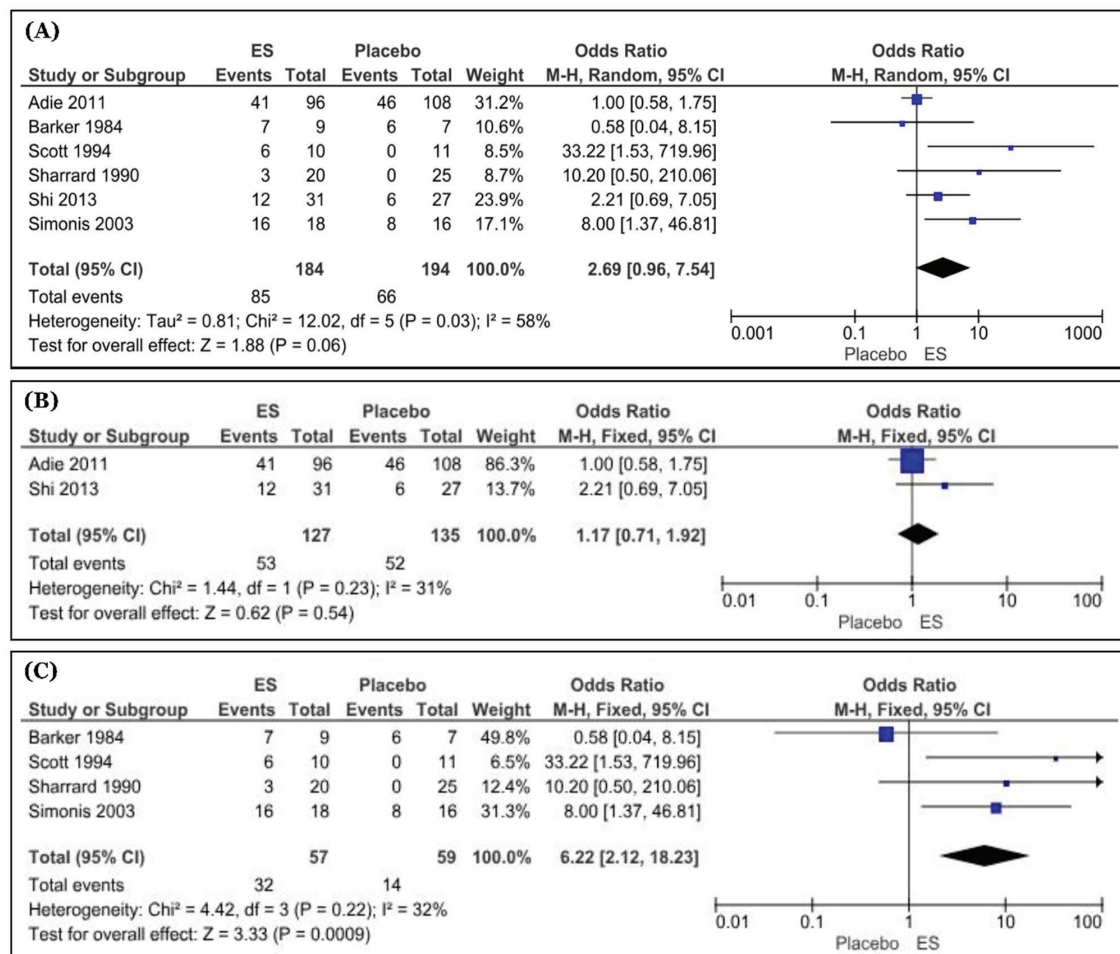 (A)
ES Placebo Odds Ratio Odds Ratio
Study or Subgroup Events Total Events Total Weight M-H, Random, 95% CI M-H, Random, 95% CI
Adie 2011 41 96 46 108 31.2% 1.00 [0.58, 1.75]
Barker 1984 7 9 6 7 10.6% 0.58 [0.04, 8.15]
Scott 1994 6 10 0 11 8.5% 33.22 [1.53, 719.96]
Sharrard 1990 3 20 0 25 8.7% 10.20 [0.50, 210.06]
Shi 2013 12 31 6 27 23.9% 2.21 [0.69, 7.05]
Simonis 2003 16 18 8 16 17.1% 8.00 [1.37, 46.81]
Total (95% CI) 184 194 100.0% 2.69 [0.96, 7.54]
Total events 85 66
Heterogeneity: Tau² = 0.81; Chi² = 12.02, df = 5 (P = 0.03); I² = 58%
Test for overall effect: Z = 1.88 (P = 0.06)
0.001 0.1 1 10 1000
Placebo ES
(B)
ES Placebo Odds Ratio Odds Ratio
Study or Subgroup Events Total Events Total Weight M-H, Fixed, 95% CI M-H, Fixed, 95% CI
Adie 2011 41 96 46 108 86.3% 1.00 [0.58, 1.75]
Shi 2013 12 31 6 27 13.7% 2.21 [0.69, 7.05]
Total (95% CI) 127 135 100.0% 1.17 [0.71, 1.92]
Total events 53 52
Heterogeneity: Chi² = 1.44, df = 1 (P = 0.23); I² = 31%
Test for overall effect: Z = 0.62 (P = 0.54)
0.01 0.1 1 10 100
Placebo ES
(C)
ES Placebo Odds Ratio Odds Ratio
Study or Subgroup Events Total Events Total Weight M-H, Fixed, 95% CI M-H, Fixed, 95% CI
Barker 1984 7 9 6 7 49.8% 0.58 [0.04, 8.15]
Scott 1994 6 10 0 11 6.5% 33.22 [1.53, 719.96]
Sharrard 1990 3 20 0 25 12.4% 10.20 [0.50, 210.06]
Simonis 2003 16 18 8 16 31.3% 8.00 [1.37, 46.81]
Total (95% CI) 57 59 100.0% 6.22 [2.12, 18.23]
Total events 32 14
Heterogeneity: Chi² = 4.42, df = 3 (P = 0.22); I² = 32%
Test for overall effect: Z = 3.33 (P = 0.0009)
0.01 0.1 1 10 100
Placebo ES